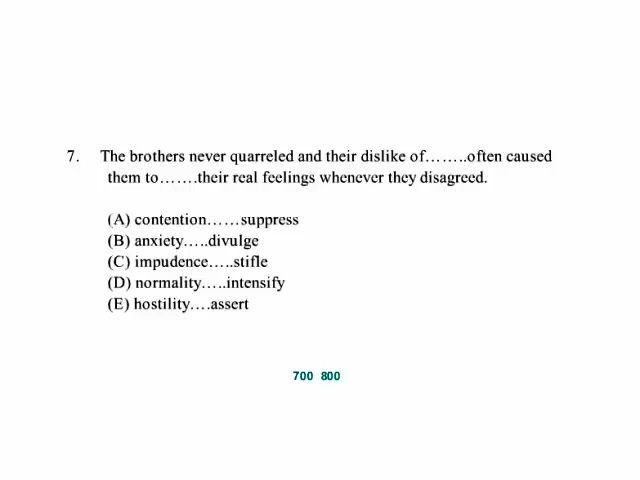 7. The brothers never quarreled and their dislike of……..often caused
them to…….their real feelings whenever they disagreed.
(A) contention……suppress
(B) anxiety…..divulge
(C) impudence…..stifle
(D) normality…..intensify
(E) hostility….assert
700 800